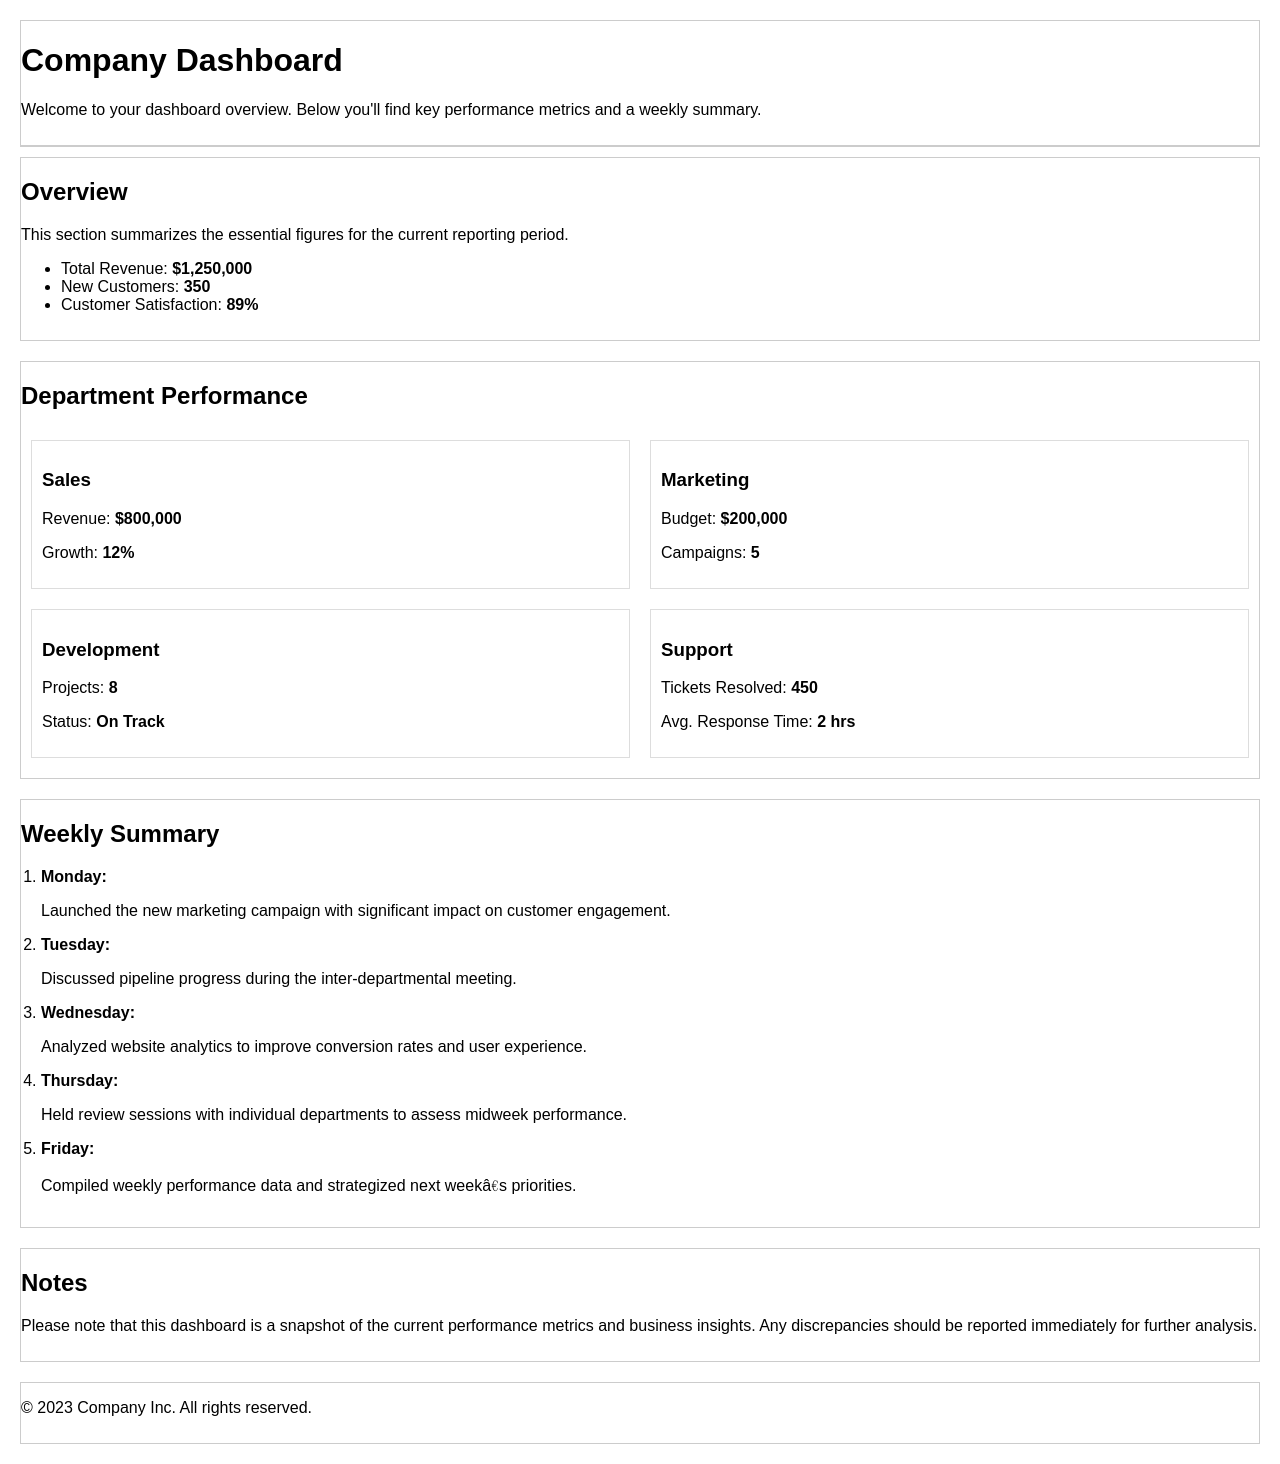 Company Dashboard
Welcome to your dashboard overview. Below you'll find key performance metrics and a weekly summary.
Overview
This section summarizes the essential figures for the current reporting period.
• Total Revenue: $1,250,000
• New Customers: 350
• Customer Satisfaction: 89%
Department Performance
Sales
Revenue: $800,000
Growth: 12%
Marketing
Budget: $200,000
Campaigns: 5
Development
Projects: 8
Status: On Track
Support
Tickets Resolved: 450
Avg. Response Time: 2 hrs
Weekly Summary
1. Monday:
Launched the new marketing campaign with significant impact on customer engagement.
2. Tuesday:
Discussed pipeline progress during the inter-departmental meeting.
3. Wednesday:
Analyzed website analytics to improve conversion rates and user experience.
4. Thursday:
Held review sessions with individual departments to assess midweek performance.
5. Friday:
Compiled weekly performance data and strategized next weekâ€s priorities.
Notes
Please note that this dashboard is a snapshot of the current performance metrics and business insights. Any discrepancies should be reported immediately for further analysis.
© 2023 Company Inc. All rights reserved.